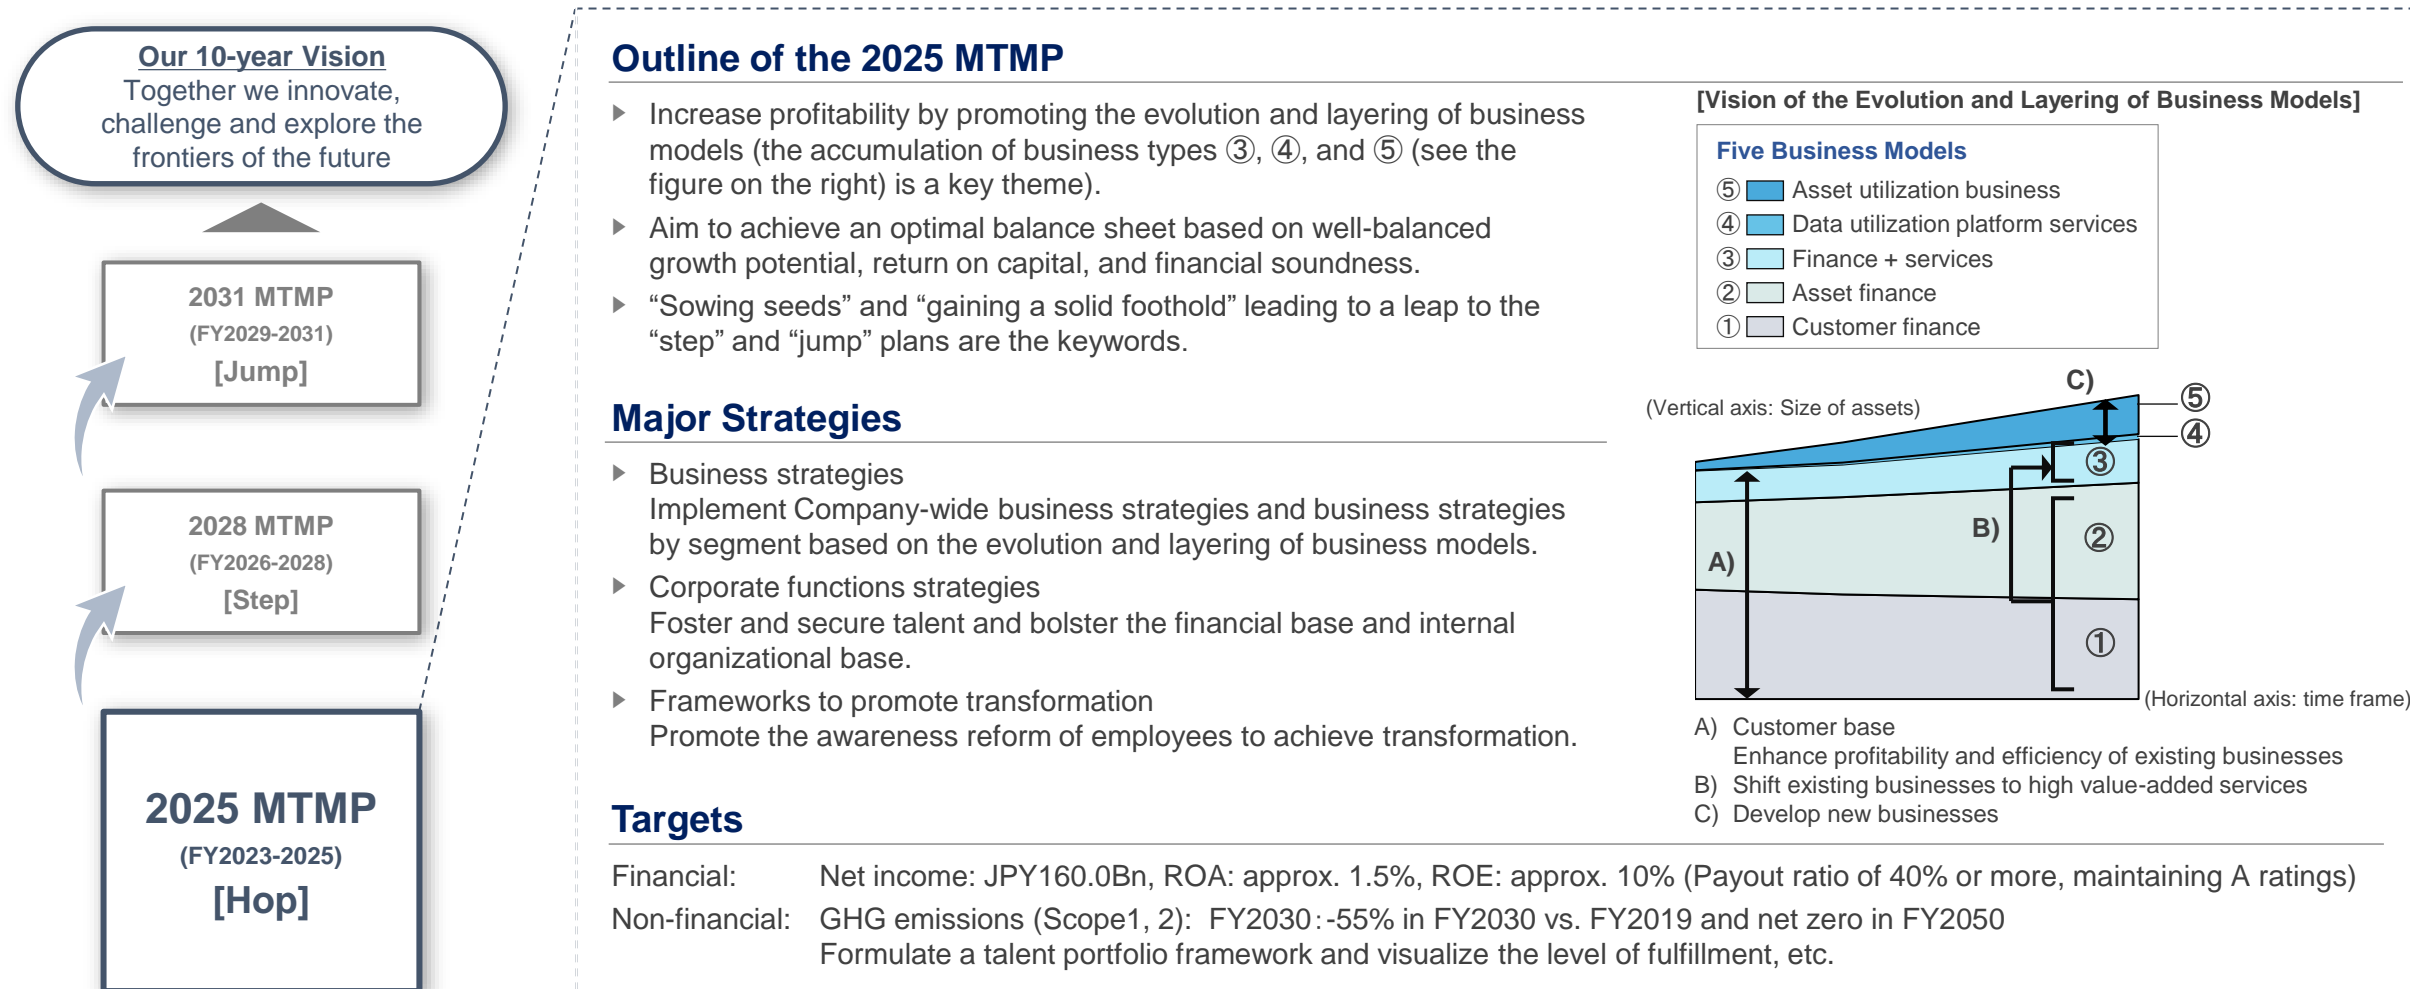 Our 10-year Vision
Together we innovate,
challenge and explore the
frontiers of the future
2031 MTMP
(FY2029-2031)
[Jump]
2028 MTMP
(FY2026-2028)
[Step]
2025 MTMP
(FY2023-2025)
[Hop]
Outline of the 2025 MTMP
Increase profitability by promoting the evolution and layering of business
models (the accumulation of business types ③, ④, and ⑤ (see the
figure on the right) is a key theme).
Aim to achieve an optimal balance sheet based on well-balanced
growth potential, return on capital, and financial soundness.
“Sowing seeds” and “gaining a solid foothold” leading to a leap to the
“step” and “jump” plans are the keywords.
Major Strategies
Business strategies
Implement Company-wide business strategies and business strategies
by segment based on the evolution and layering of business models.
Corporate functions strategies
Foster and secure talent and bolster the financial base and internal
organizational base.
Frameworks to promote transformation
Promote the awareness reform of employees to achieve transformation.
[Vision of the Evolution and Layering of Business Models]
Five Business Models
⑤ Asset utilization business
④ Data utilization platform services
③ Finance + services
② Asset finance
① Customer finance
(Vertical axis: Size of assets)
C)
⑤
④
③
B)
②
A)
①
(Horizontal axis: time frame)
A) Customer base
Enhance profitability and efficiency of existing businesses
B) Shift existing businesses to high value-added services
C) Develop new businesses
Targets
Financial: Net income: JPY160.0Bn, ROA: approx. 1.5%, ROE: approx. 10% (Payout ratio of 40% or more, maintaining A ratings)
Non-financial: GHG emissions (Scope1, 2): FY2030:-55% in FY2030 vs. FY2019 and net zero in FY2050
Formulate a talent portfolio framework and visualize the level of fulfillment, etc.